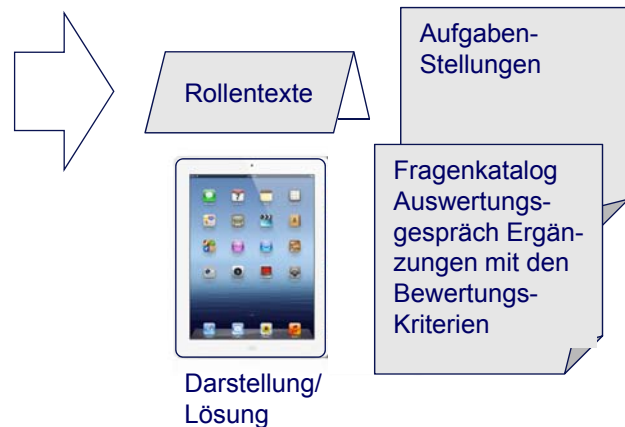 Rollentexte
Aufgaben-
Stellungen
Fragenkatalog
Auswertungs-
gespräch Ergän-
zungen mit den
Bewertungs-
Kriterien
Darstellung/
Lösung